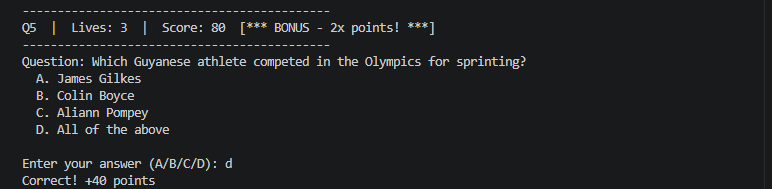 --------------------------------------------
Q5  |  Lives: 3  |  Score: 80  [*** BONUS - 2x points! ***]
--------------------------------------------
Question: Which Guyanese athlete competed in the Olympics for sprinting?
  A. James Gilkes
  B. Colin Boyce
  C. Aliann Pompey
  D. All of the above

Enter your answer (A/B/C/D): d
Correct! +40 points